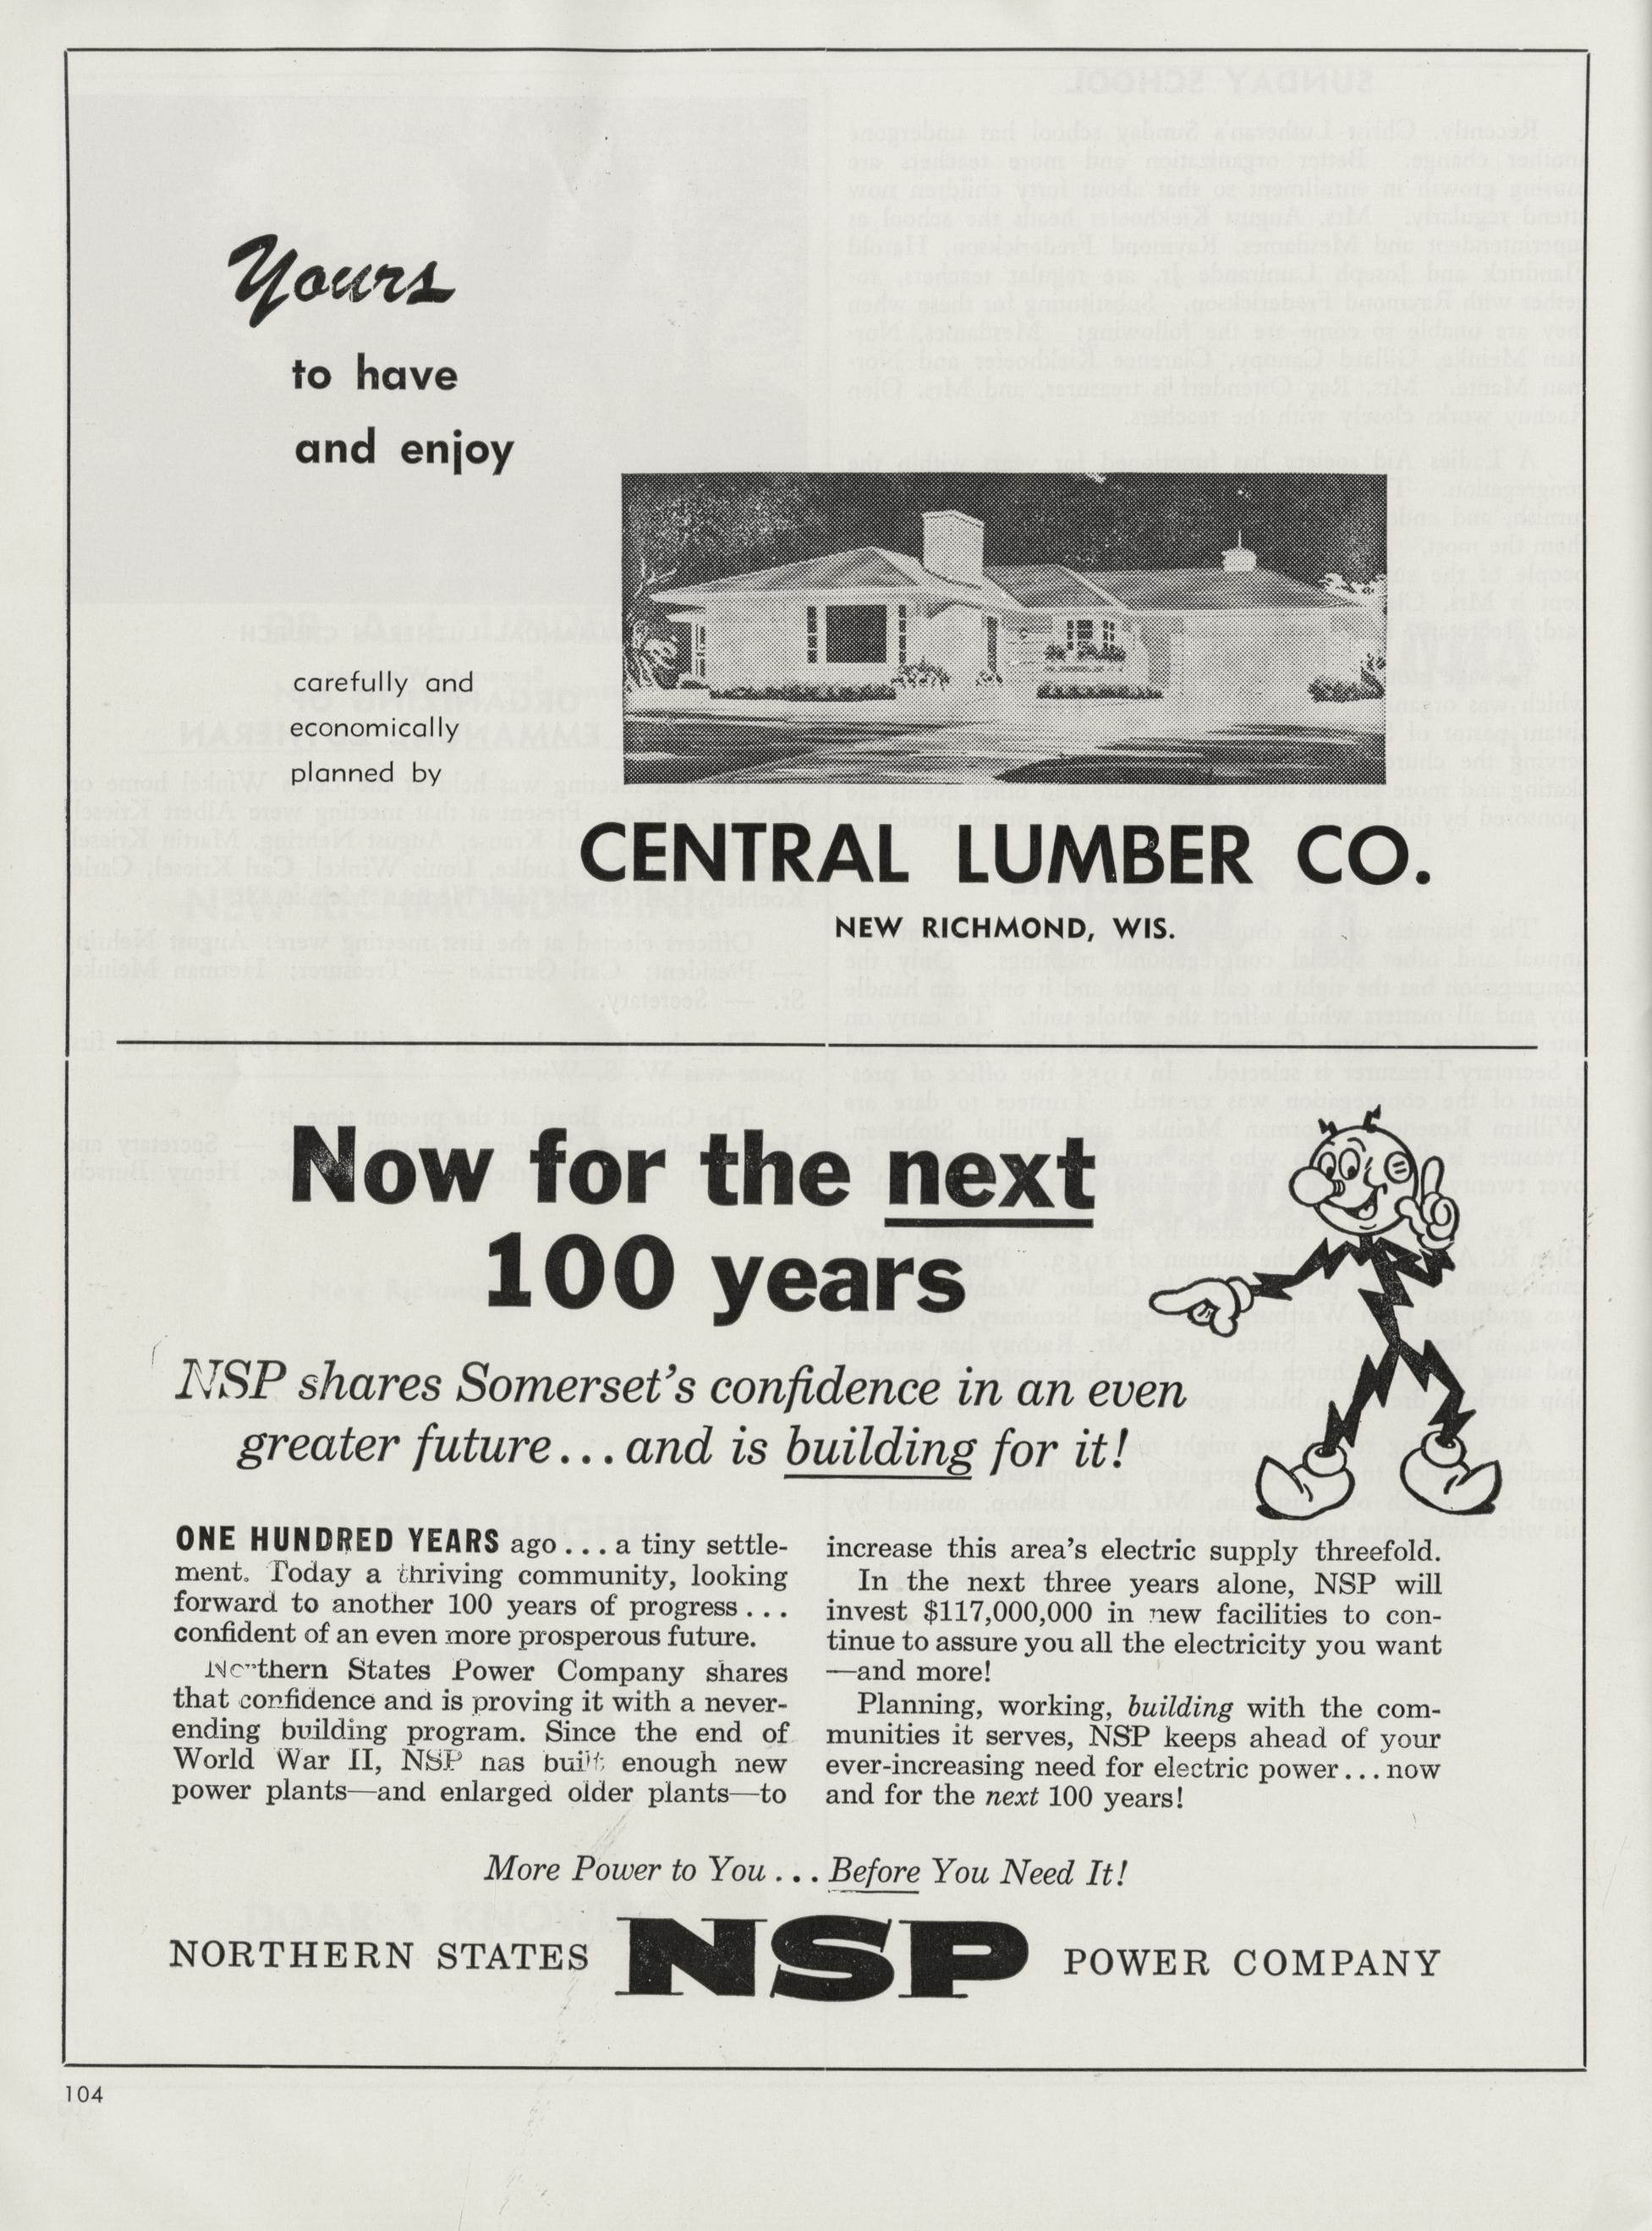 Yours
to have
and enjoy
carefully and
economically
planned by
CENTRAL LUMBER CO.
NEW RICHMOND, WIS.
Now for the next
100 years
NSP shares Somerset's confidence in an even
greater future... and is building for it!
ONE HUNDRED YEARS ago... a tiny settle-
ment. Today a thriving community, looking
forward to another 100 years of progress...
confident of an even more prosperous future.
Northern States Power Company shares
that confidence and is proving it with a never-
ending building program. Since the end of
World War II, NSP has built enough new
power plants—and enlarged older plants—to
increase this area's electric supply threefold.
In the next three years alone, NSP will
invest $117,000,000 in new facilities to con-
tinue to assure you all the electricity you want
—and more!
Planning, working, building with the com-
munities it serves, NSP keeps ahead of your
ever-increasing need for electric power... now
and for the next 100 years!
More Power to You... Before You Need It!
NORTHERN STATES NSP POWER COMPANY
104